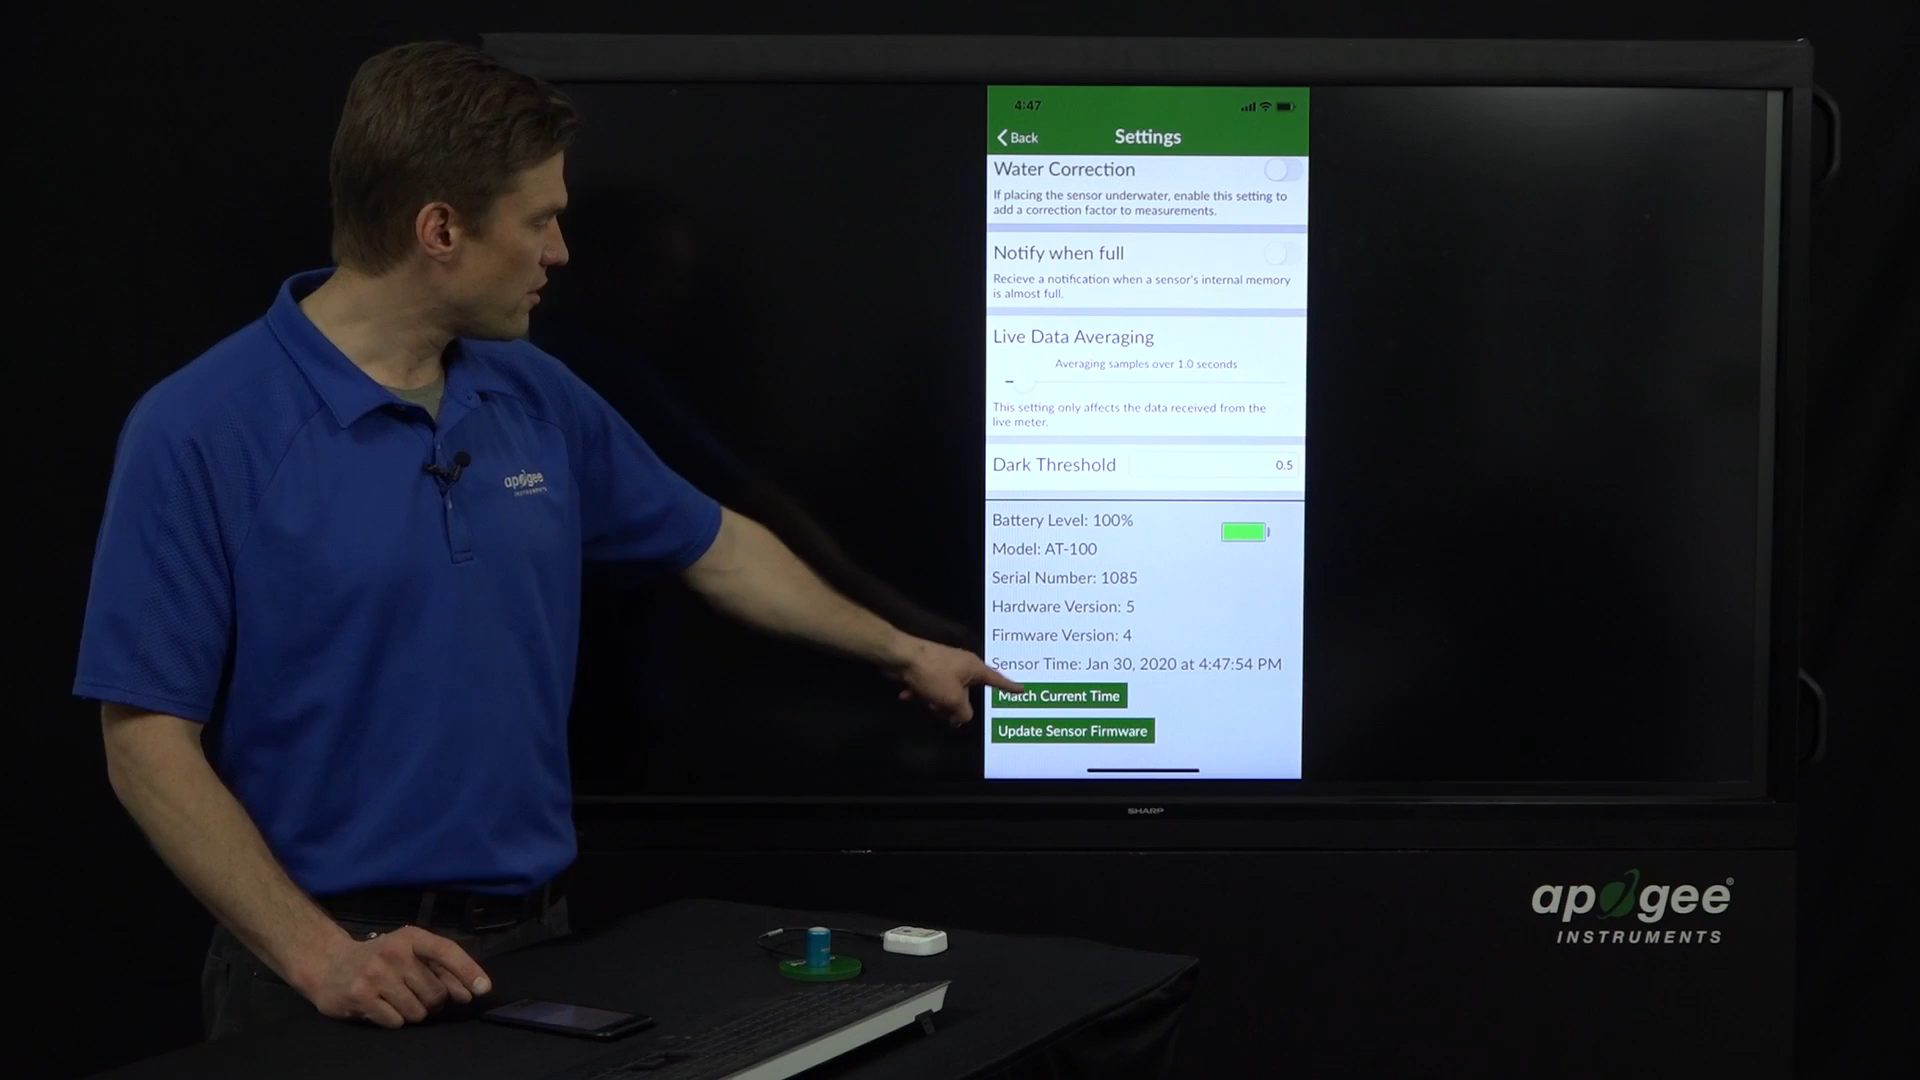 4:47
Back
Settings
Water Correction
If placing the sensor underwater, enable this setting to
add a correction factor to measurements.
Notify when full
Recieve a notification when a sensor's internal memory
is almost full.
Live Data Averaging
Averaging samples over 1.0 seconds
This setting only affects the data received from the
live meter.
Dark Threshold
0.5
Battery Level: 100%
Model: AT-100
Serial Number: 1085
Hardware Version: 5
Firmware Version: 4
Sensor Time: Jan 30, 2020 at 4:47:54 PM
Match Current Time
Update Sensor Firmware
SHARP
apogee
INSTRUMENTS
apogee®
INSTRUMENTS